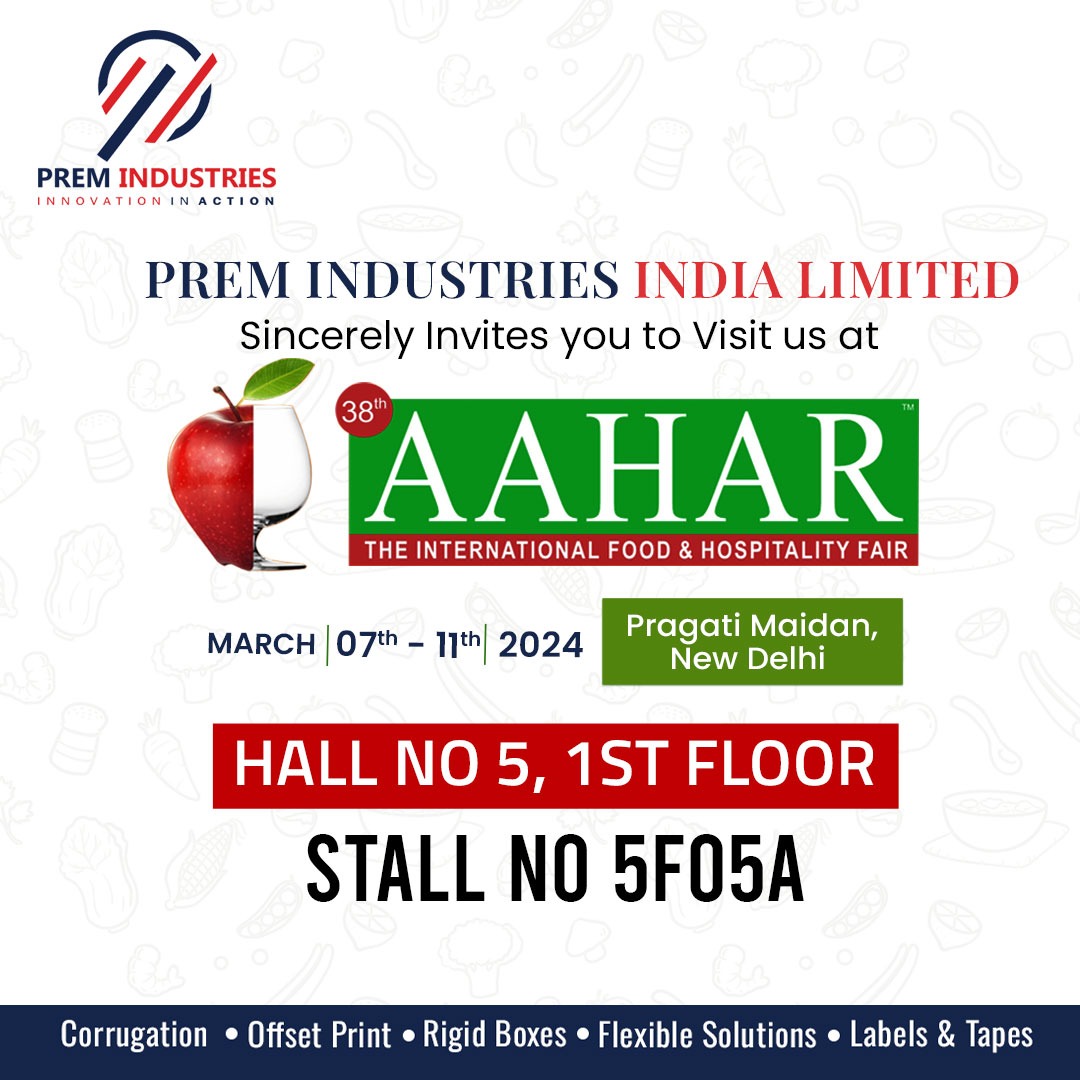 PREM INDUSTRIES
INNOVATION IN ACTION
PREM INDUSTRIES INDIA LIMITED
Sincerely Invites you to Visit us at
38th
AAHAR™
THE INTERNATIONAL FOOD & HOSPITALITY FAIR
MARCH | 07th - 11th | 2024
Pragati Maidan,
New Delhi
HALL NO 5, 1ST FLOOR
STALL NO 5F05A
Corrugation • Offset Print • Rigid Boxes • Flexible Solutions • Labels & Tapes